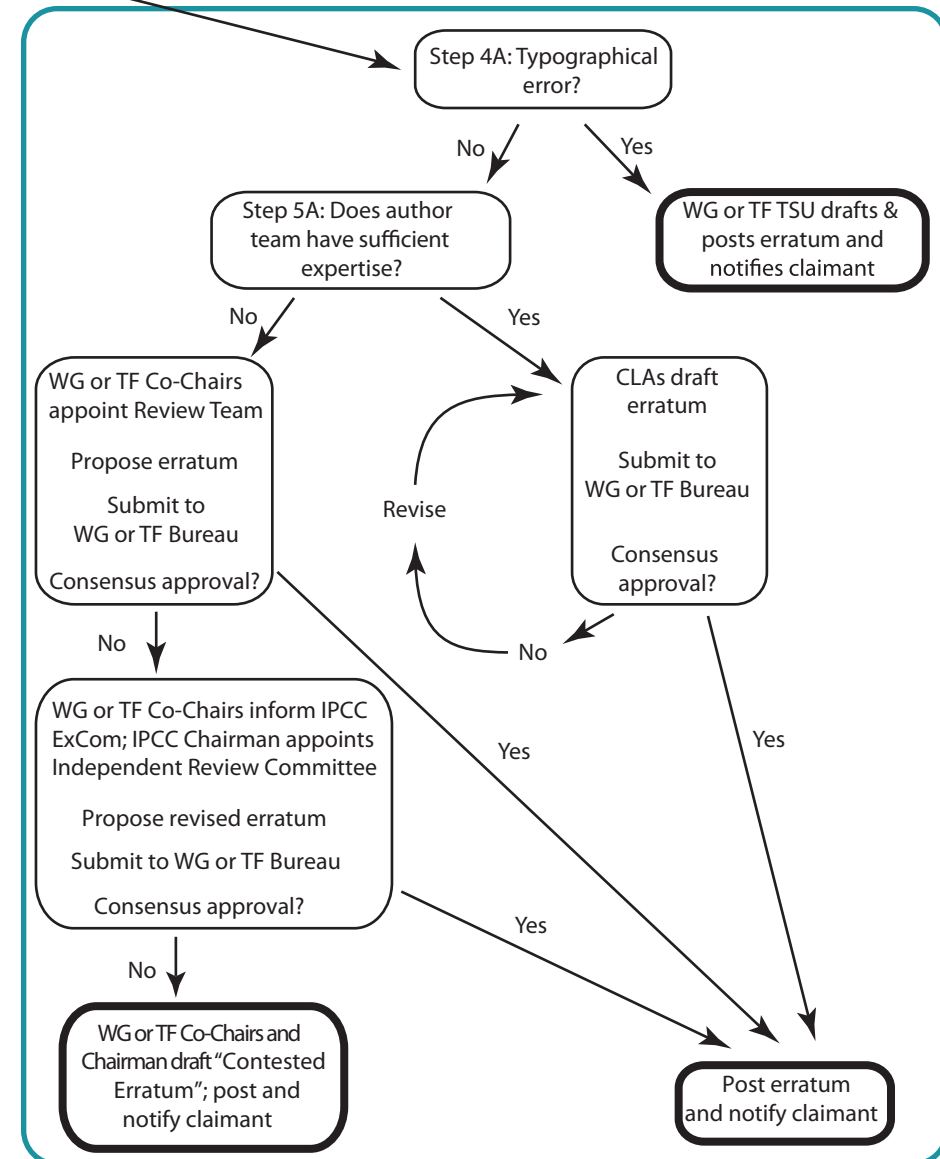 Step 4A: Typographical
error?
No
Yes
Step 5A: Does author
team have sufficient
expertise?
WG or TF TSU drafts &
posts erratum and
notifies claimant
No
Yes
WG or TF Co-Chairs
appoint Review Team
Propose erratum
Submit to
WG or TF Bureau
Consensus approval?
CLAs draft
erratum
Submit to
WG or TF Bureau
Consensus
approval?
Revise
No
No
Yes
Yes
WG or TF Co-Chairs inform IPCC
ExCom; IPCC Chairman appoints
Independent Review Committee
Propose revised erratum
Submit to WG or TF Bureau
Consensus approval?
Yes
No
WG or TF Co-Chairs and
Chairman draft “Contested
Erratum”; post and
notify claimant
Post erratum
and notify claimant